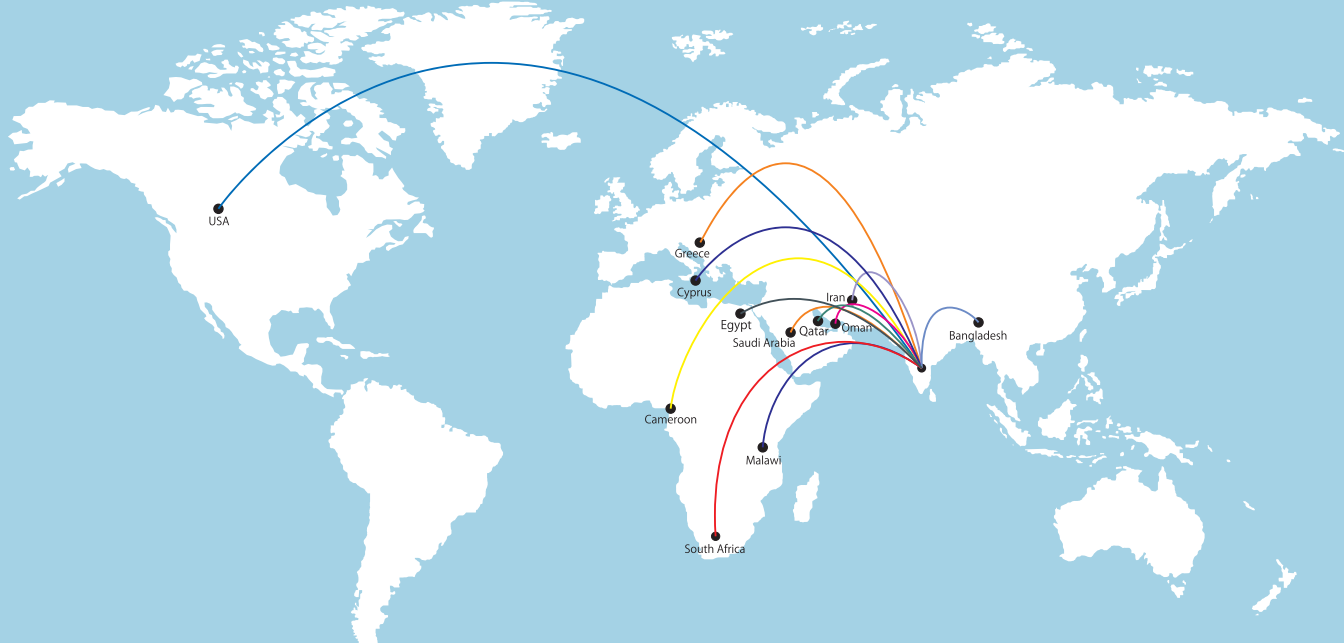 USA
Greece
Cyprus
Iran
Egypt
Qatar
Oman
Saudi Arabia
Bangladesh
Cameroon
Malawi
South Africa